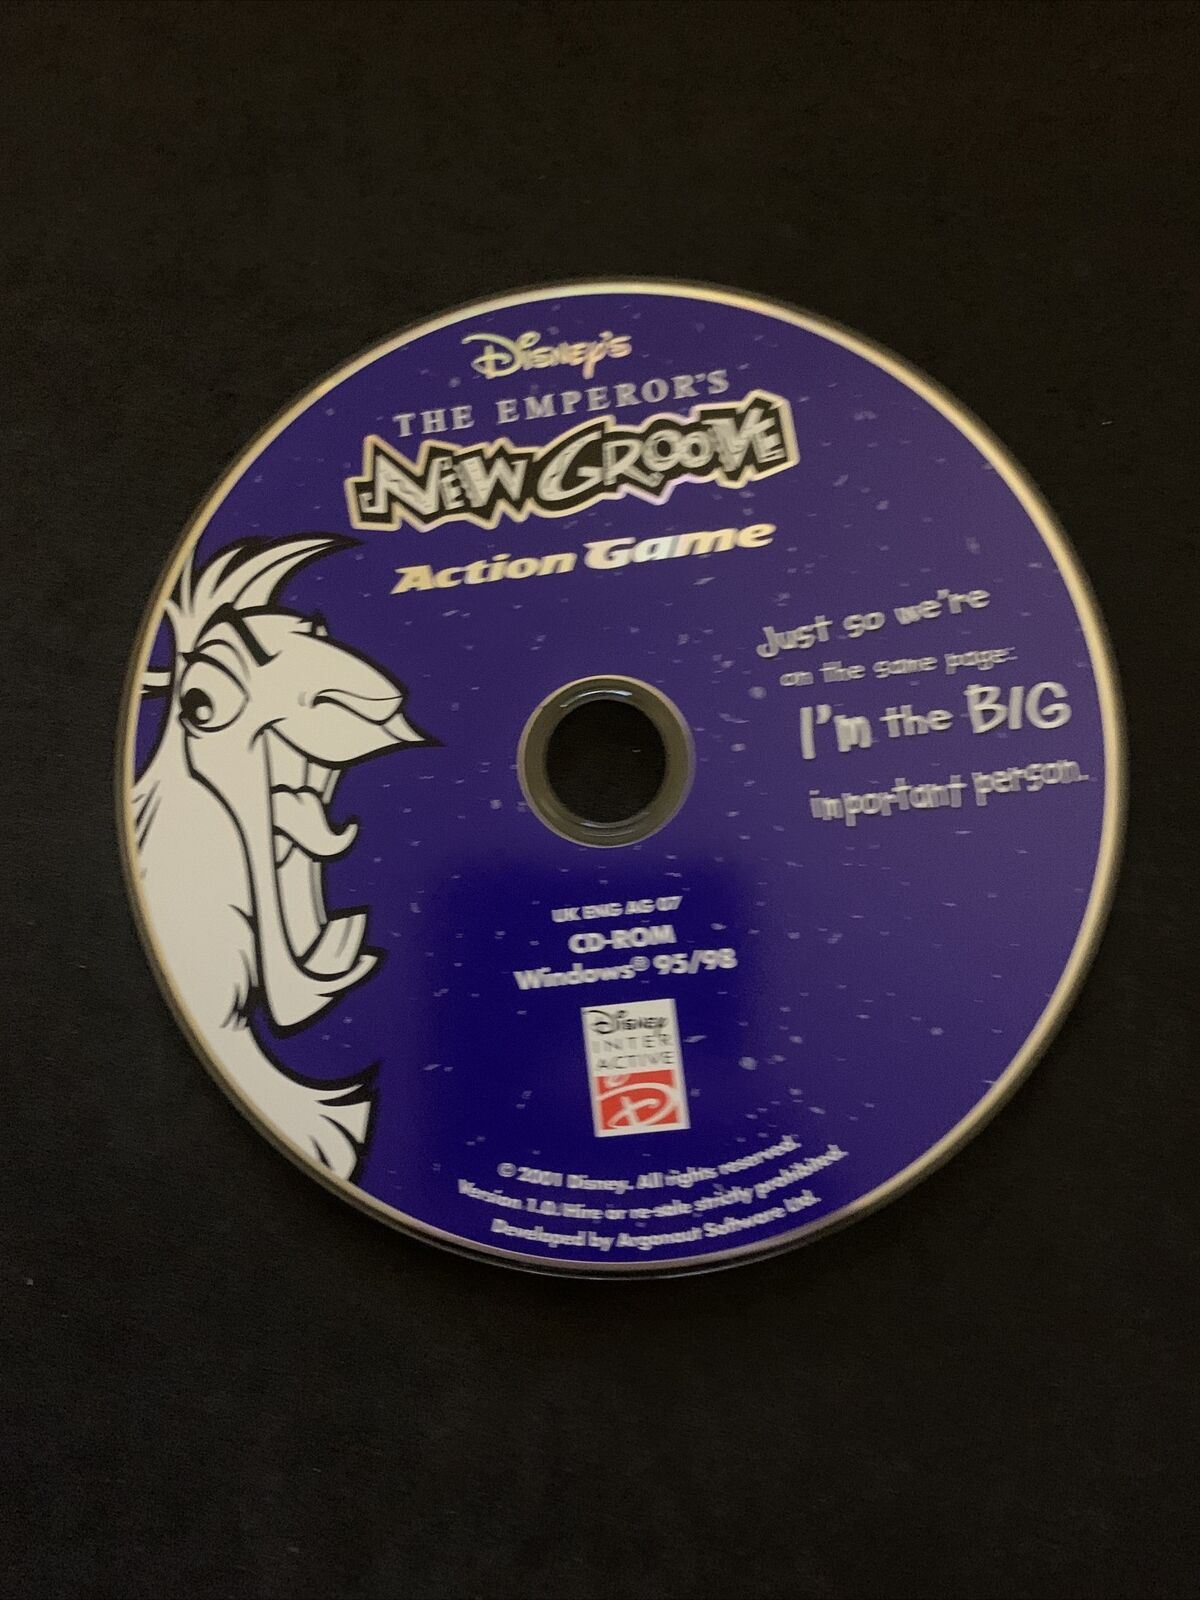 Disney's
THE EMPEROR'S
NEW GROOVE
Action Game
Just so we're
on the same page:
I'm the BIG
important person.
UK ENG AG 07
CD-ROM
Windows® 95/98
Disney
INTER
ACTIVE
D
© 2001 Disney. All rights reserved.
Version 1.0. Hire or re-sale strictly prohibited.
Developed by Argonaut Software Ltd.